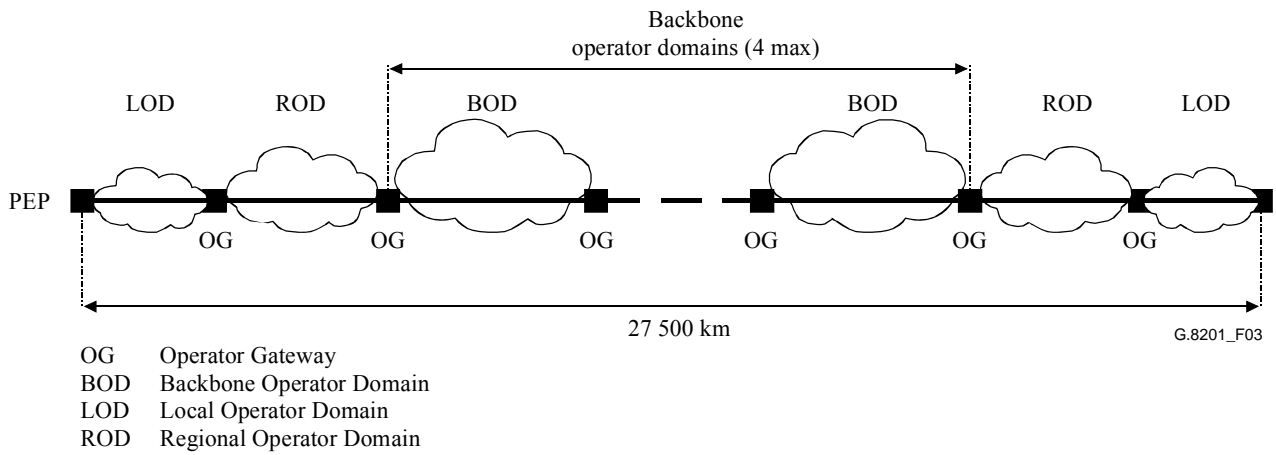 Backbone
operator domains (4 max)
LOD ROD BOD BOD ROD LOD
PEP
OG OG OG OG OG OG
27 500 km
G.8201_F03
OG Operator Gateway
BOD Backbone Operator Domain
LOD Local Operator Domain
ROD Regional Operator Domain